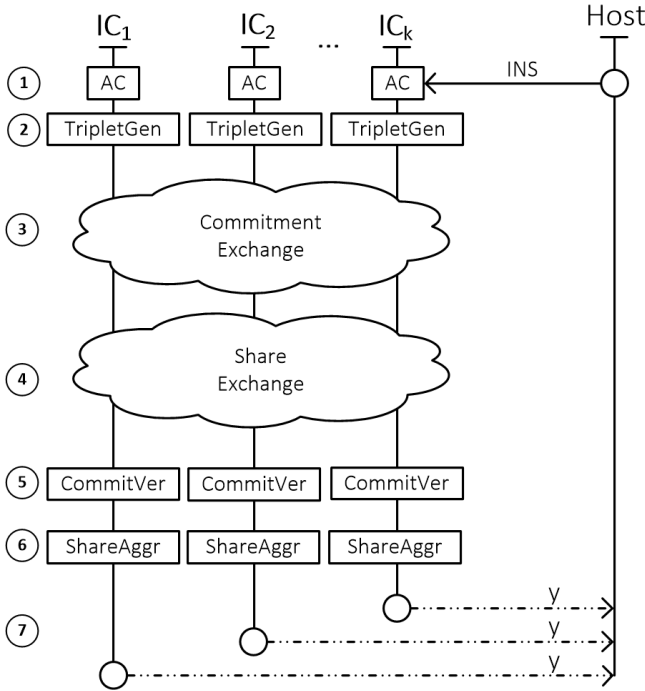 IC1 IC2 ... ICk Host
1 AC AC AC INS
2 TripletGen TripletGen TripletGen
3 Commitment
Exchange
4 Share
Exchange
5 CommitVer CommitVer CommitVer
6 ShareAggr ShareAggr ShareAggr
y
7 y
y